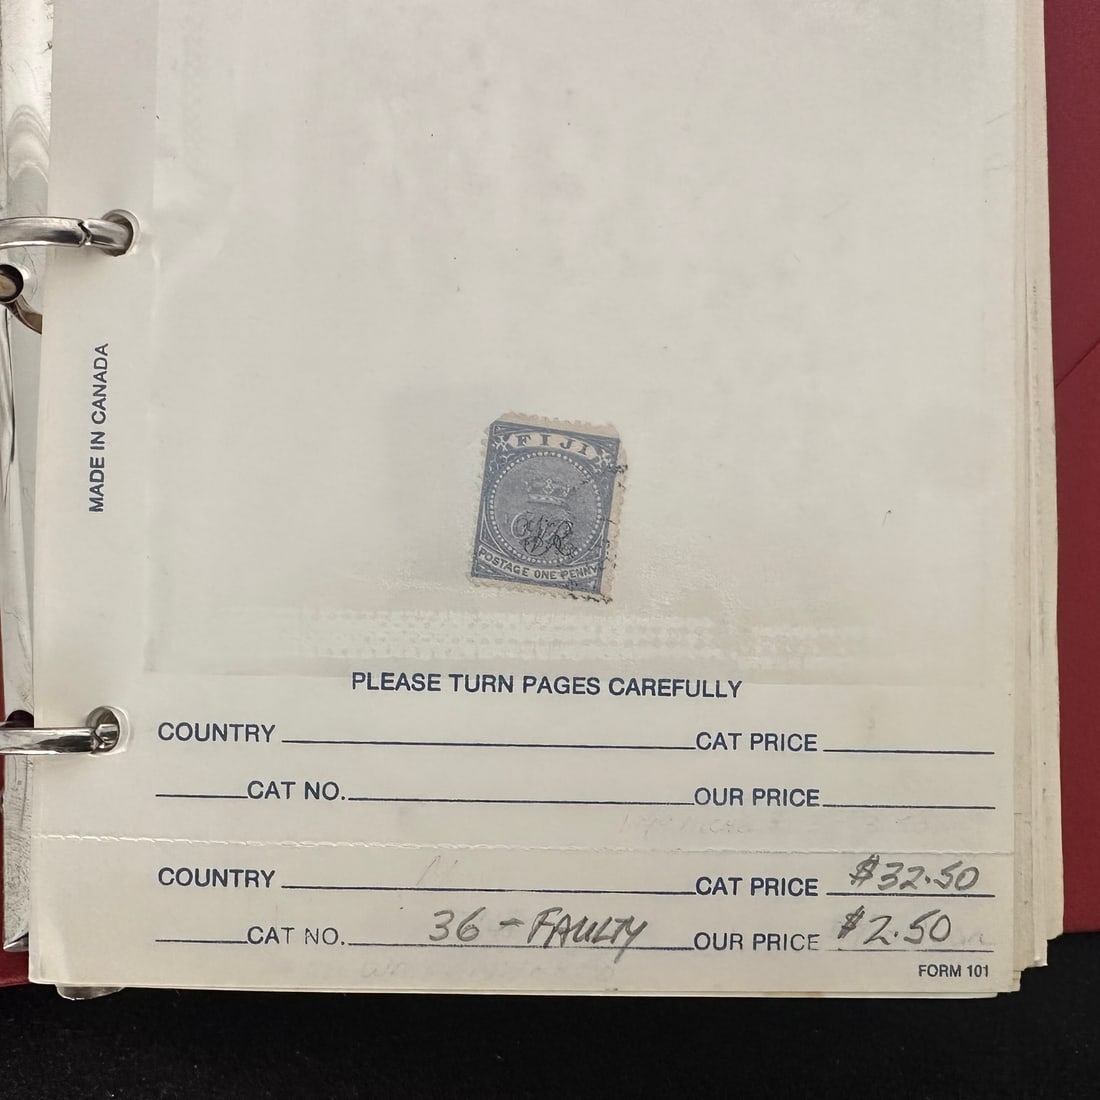 FIJI
VR
POSTAGE ONE PENNY
MADE IN CANADA
PLEASE TURN PAGES CAREFULLY
COUNTRY CAT PRICE
CAT NO. OUR PRICE
COUNTRY CAT PRICE $32.50
CAT NO. 36 - FAULTY OUR PRICE $2.50
FORM 101